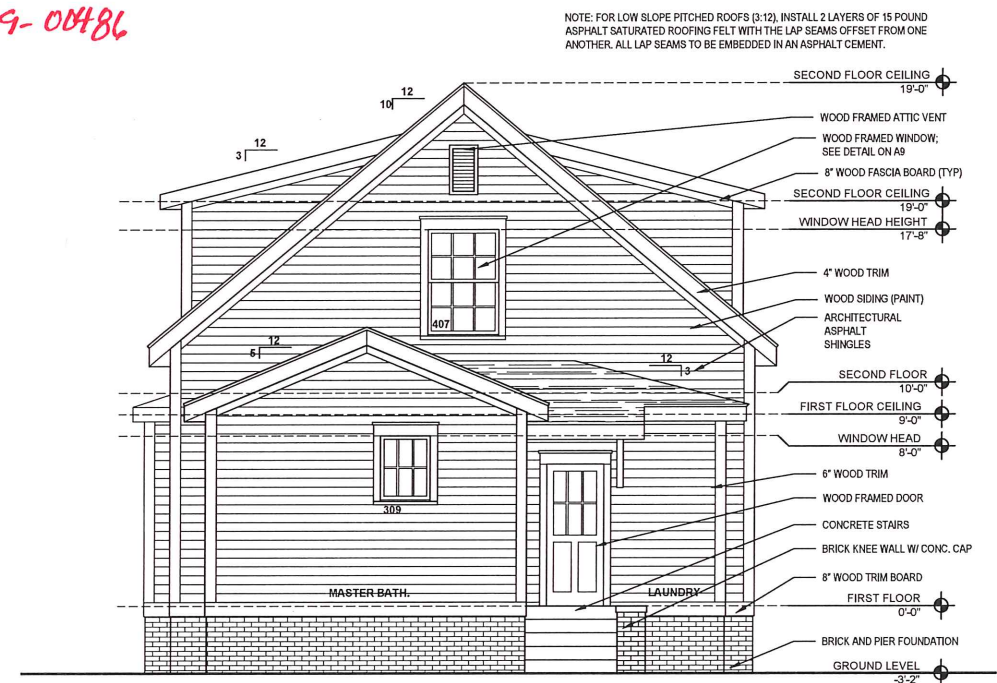 9-00486
NOTE: FOR LOW SLOPE PITCHED ROOFS (3:12), INSTALL 2 LAYERS OF 15 POUND
ASPHALT SATURATED ROOFING FELT WITH THE LAP SEAMS OFFSET FROM ONE
ANOTHER. ALL LAP SEAMS TO BE EMBEDDED IN AN ASPHALT CEMENT.
SECOND FLOOR CEILING
19'-0"
12
10
WOOD FRAMED ATTIC VENT
12
3
WOOD FRAMED WINDOW;
SEE DETAIL ON A9
8" WOOD FASCIA BOARD (TYP)
SECOND FLOOR CEILING
19'-0"
WINDOW HEAD HEIGHT
17'-8"
4" WOOD TRIM
WOOD SIDING (PAINT)
407
ARCHITECTURAL
ASPHALT
SHINGLES
12
5
12
3
SECOND FLOOR
10'-0"
FIRST FLOOR CEILING
9'-0"
WINDOW HEAD
8'-0"
6" WOOD TRIM
WOOD FRAMED DOOR
309
CONCRETE STAIRS
BRICK KNEE WALL W/ CONC. CAP
8" WOOD TRIM BOARD
MASTER BATH.
LAUNDRY
FIRST FLOOR
0'-0"
BRICK AND PIER FOUNDATION
GROUND LEVEL
-3'-2"